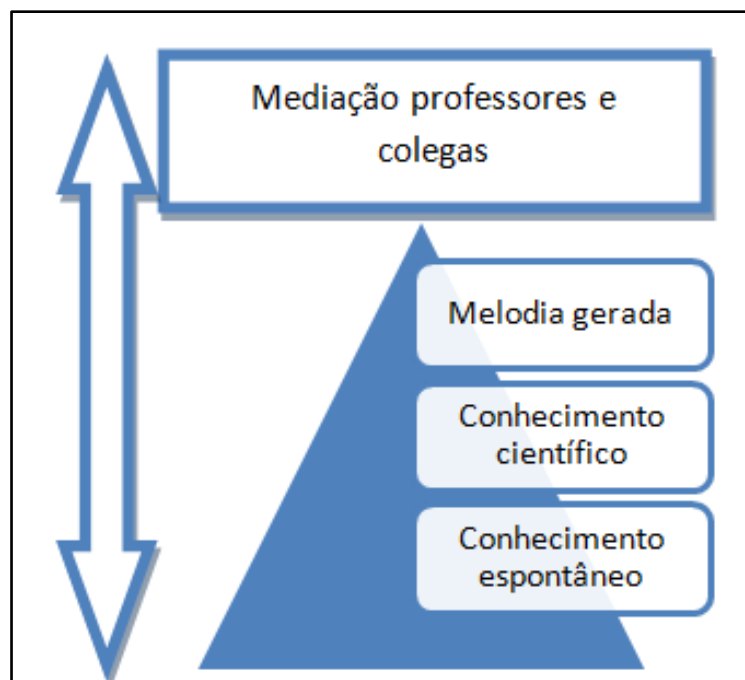 Mediação professores e
colegas
Melodia gerada
Conhecimento
científico
Conhecimento
espontâneo